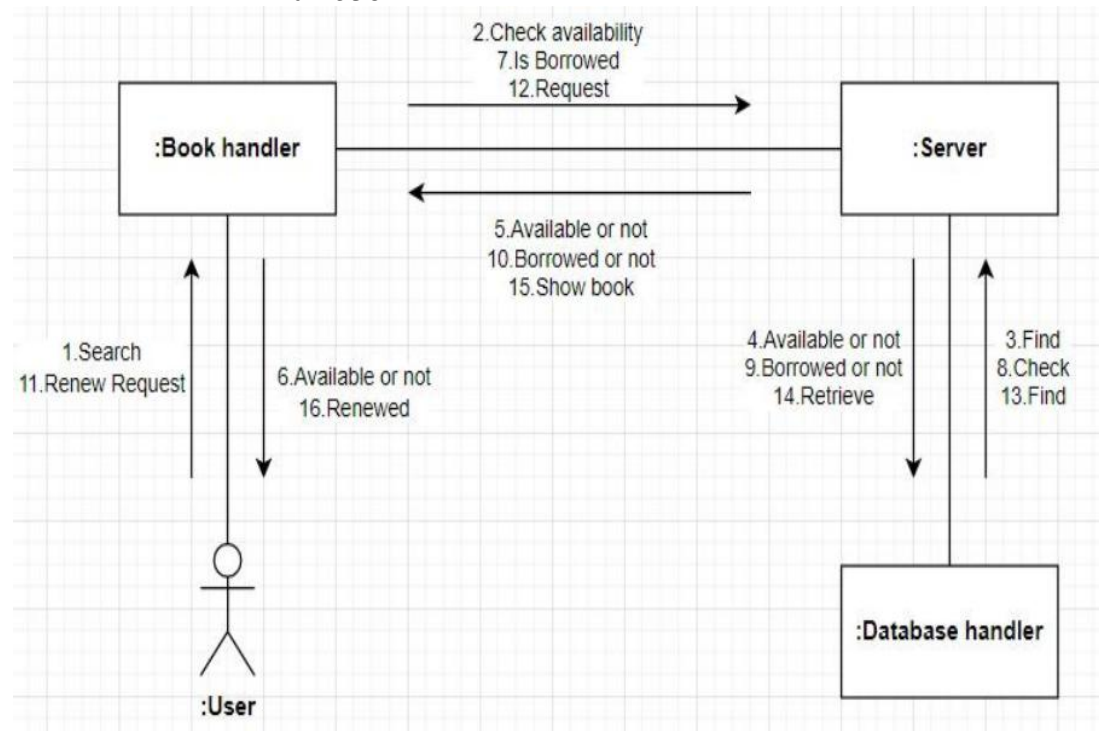 2.Check availability
7.Is Borrowed
12.Request
:Book handler
:Server
5.Available or not
10.Borrowed or not
15.Show book
1.Search
11.Renew Request
6.Available or not
16.Renewed
4.Available or not
9.Borrowed or not
14.Retrieve
3.Find
8.Check
13.Find
:Database handler
:User